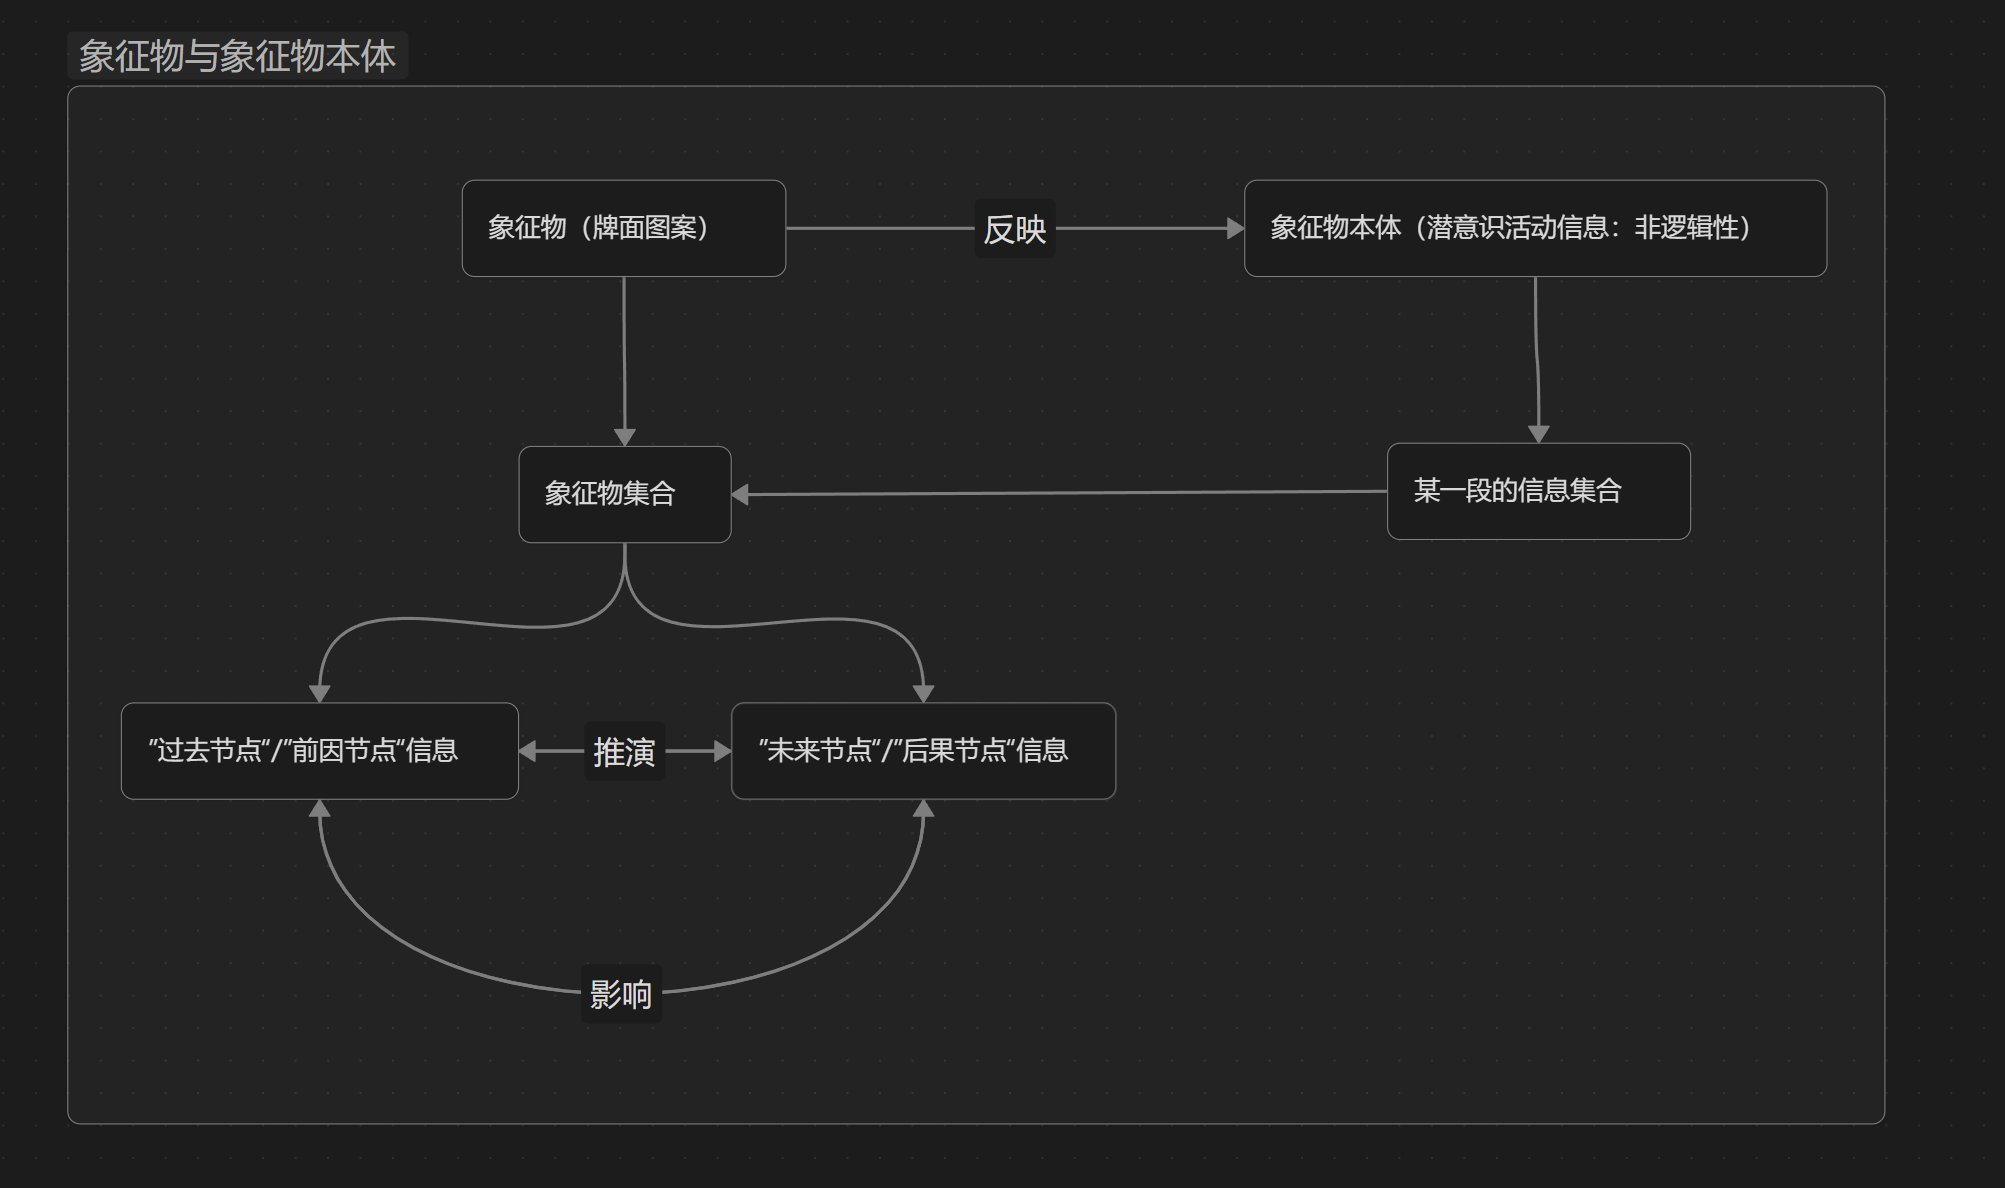 象征物与象征物本体
象征物（牌面图案）
反映
象征物本体（潜意识活动信息：非逻辑性）
象征物集合
某一段的信息集合
”过去节点“/”前因节点“信息
推演
”未来节点“/”后果节点“信息
影响